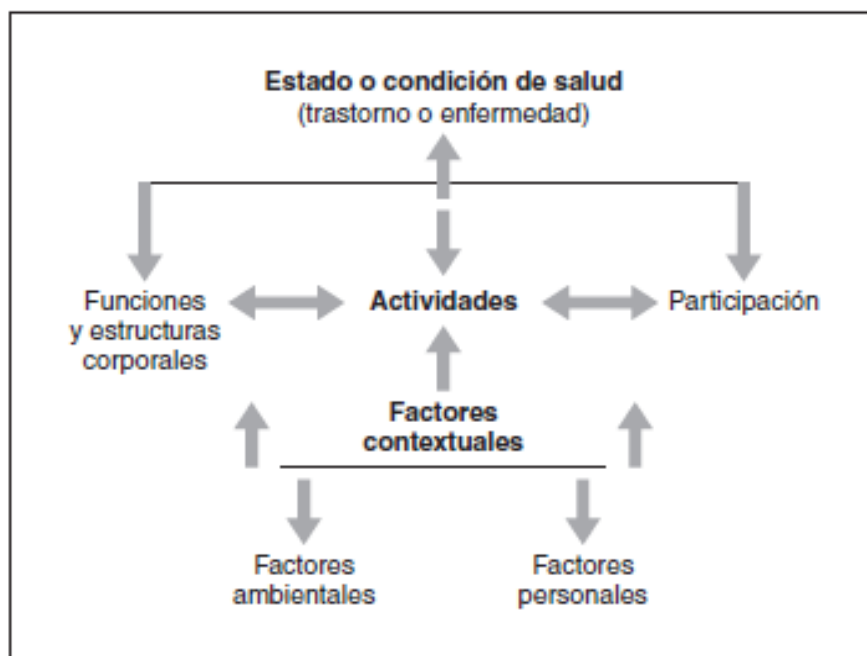 Estado o condición de salud
(trastorno o enfermedad)
Funciones
y estructuras
corporales
Actividades
Participación
Factores
contextuales
Factores
ambientales
Factores
personales